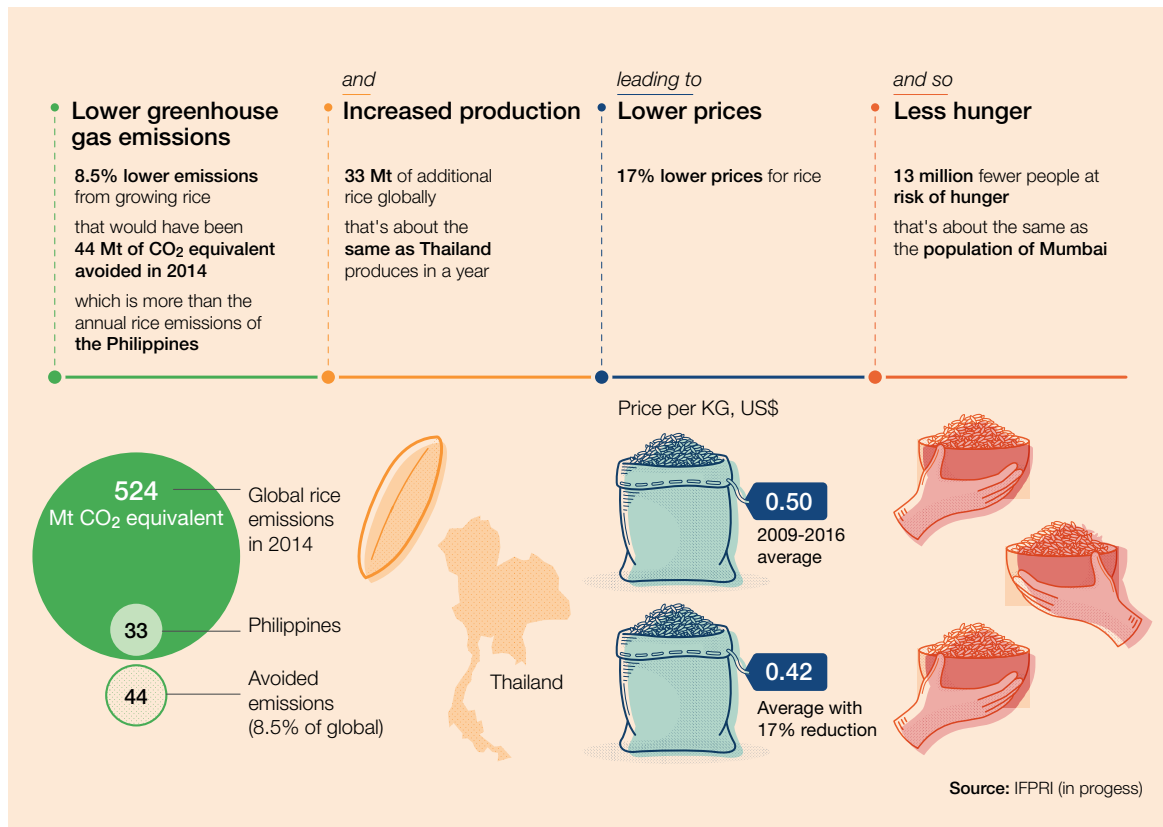 Lower greenhouse
gas emissions
8.5% lower emissions
from growing rice
that would have been
44 Mt of CO₂ equivalent
avoided in 2014
which is more than the
annual rice emissions of
the Philippines
and
Increased production
33 Mt of additional
rice globally
that's about the
same as Thailand
produces in a year
leading to
Lower prices
17% lower prices for rice
and so
Less hunger
13 million fewer people at
risk of hunger
that's about the same as
the population of Mumbai
524
Mt CO₂ equivalent
Global rice
emissions
in 2014
33
Philippines
44
Avoided
emissions
(8.5% of global)
Thailand
Price per KG, US$
0.50
2009-2016
average
0.42
Average with
17% reduction
Source: IFPRI (in progess)